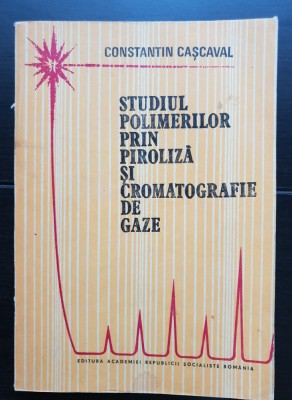 CONSTANTIN CAŞCAVAL
STUDIUL
POLIMERILOR
PRIN
PIROLIZĂ
ŞI
CROMATOGRAFIE
DE
GAZE
EDITURA ACADEMIEI REPUBLICII SOCIALISTE ROMÂNIA